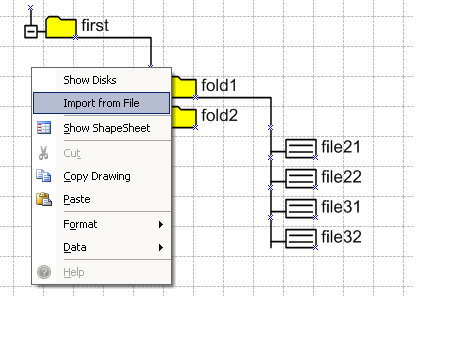 first
Show Disks
Import from File
Show ShapeSheet
Cut
Copy Drawing
Paste
Format
Data
Help
fold1
fold2
file21
file22
file31
file32